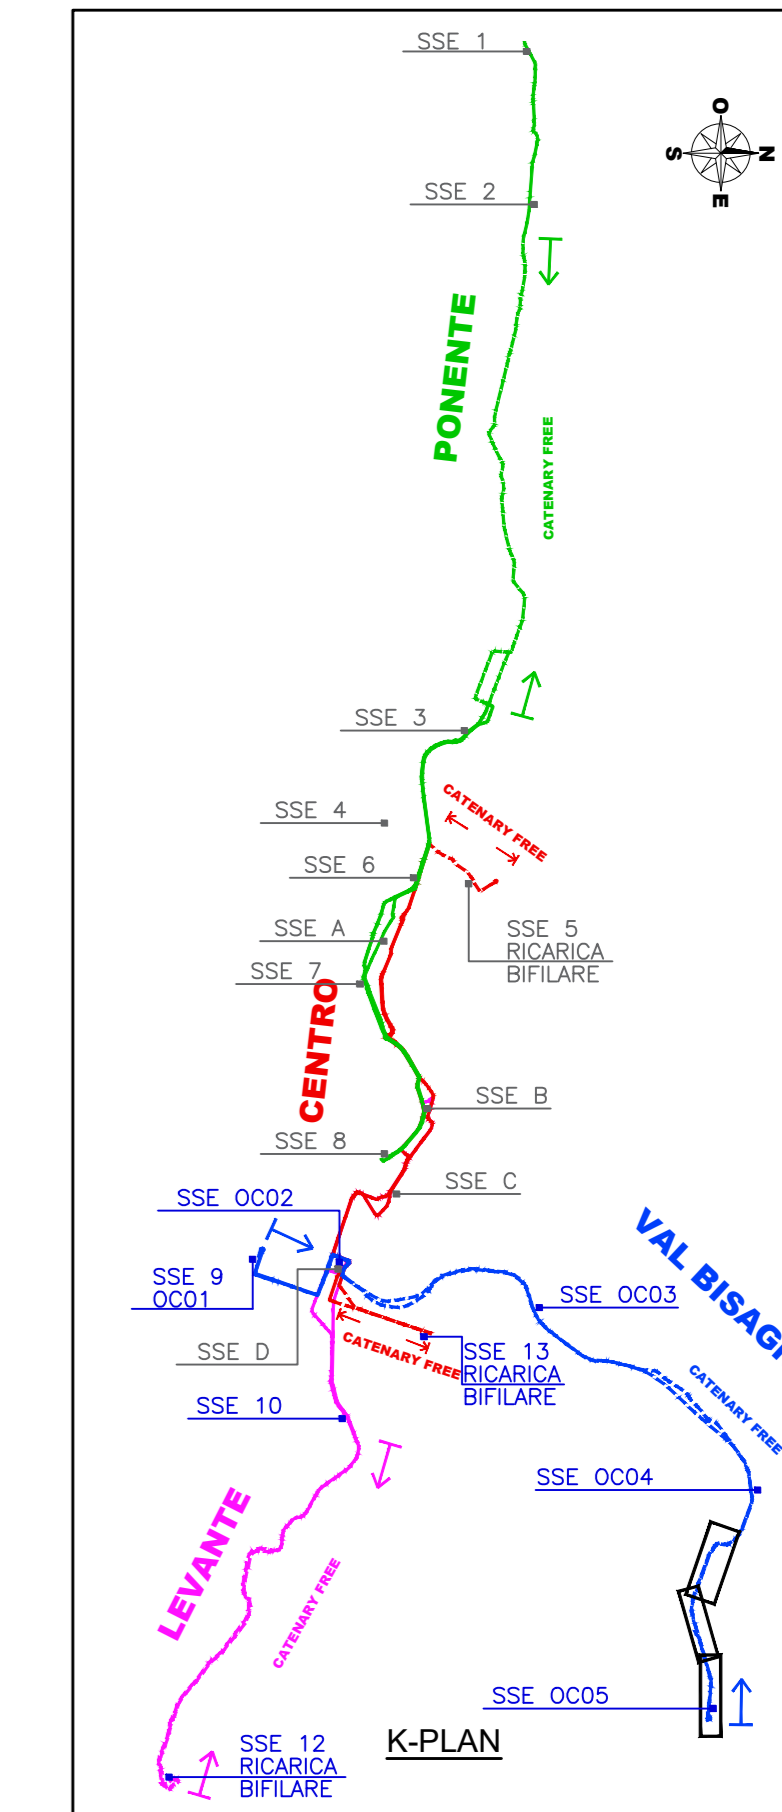 SSE 1
O
N
S
E
SSE 2
PONENTE
CATENARY FREE
SSE 3
CATENARY FREE
SSE 4
SSE 6
SSE A
SSE 5
RICARICA
BIFILARE
SSE 7
CENTRO
SSE B
SSE 8
SSE C
SSE OC02
VAL BISAG
SSE 9
OC01
SSE OC03
SSE D
CATENARY FREE
SSE 13
RICARICA
BIFILARE
CATENARY FREE
SSE 10
SSE OC04
LEVANTE
CATENARY FREE
SSE OC05
K-PLAN
SSE 12
RICARICA
BIFILARE